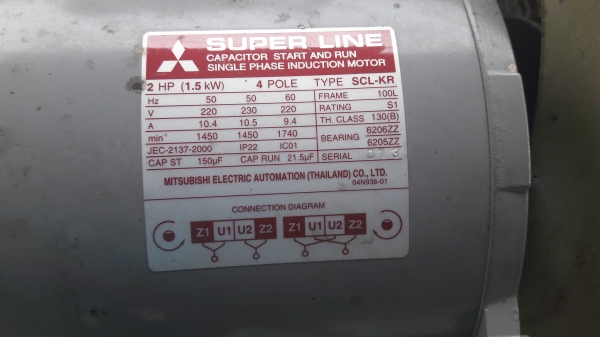 SUPER LINE
CAPACITOR START AND RUN
SINGLE PHASE INDUCTION MOTOR
2 HP (1.5 kW) 4 POLE TYPE SCL-KR
Hz 50 50 60 FRAME 100L
V 220 230 220 RATING S1
A 10.4 10.5 9.4 TH. CLASS 130(B)
min⁻¹ 1450 1450 1740 BEARING 6206ZZ
JEC-2137-2000 IP22 IC01 6205ZZ
CAP ST 150µF CAP RUN 21.5µF SERIAL
MITSUBISHI ELECTRIC AUTOMATION (THAILAND) CO., LTD.
04N936-01
CONNECTION DIAGRAM
Z1 U1 U2 Z2 Z1 U1 U2 Z2